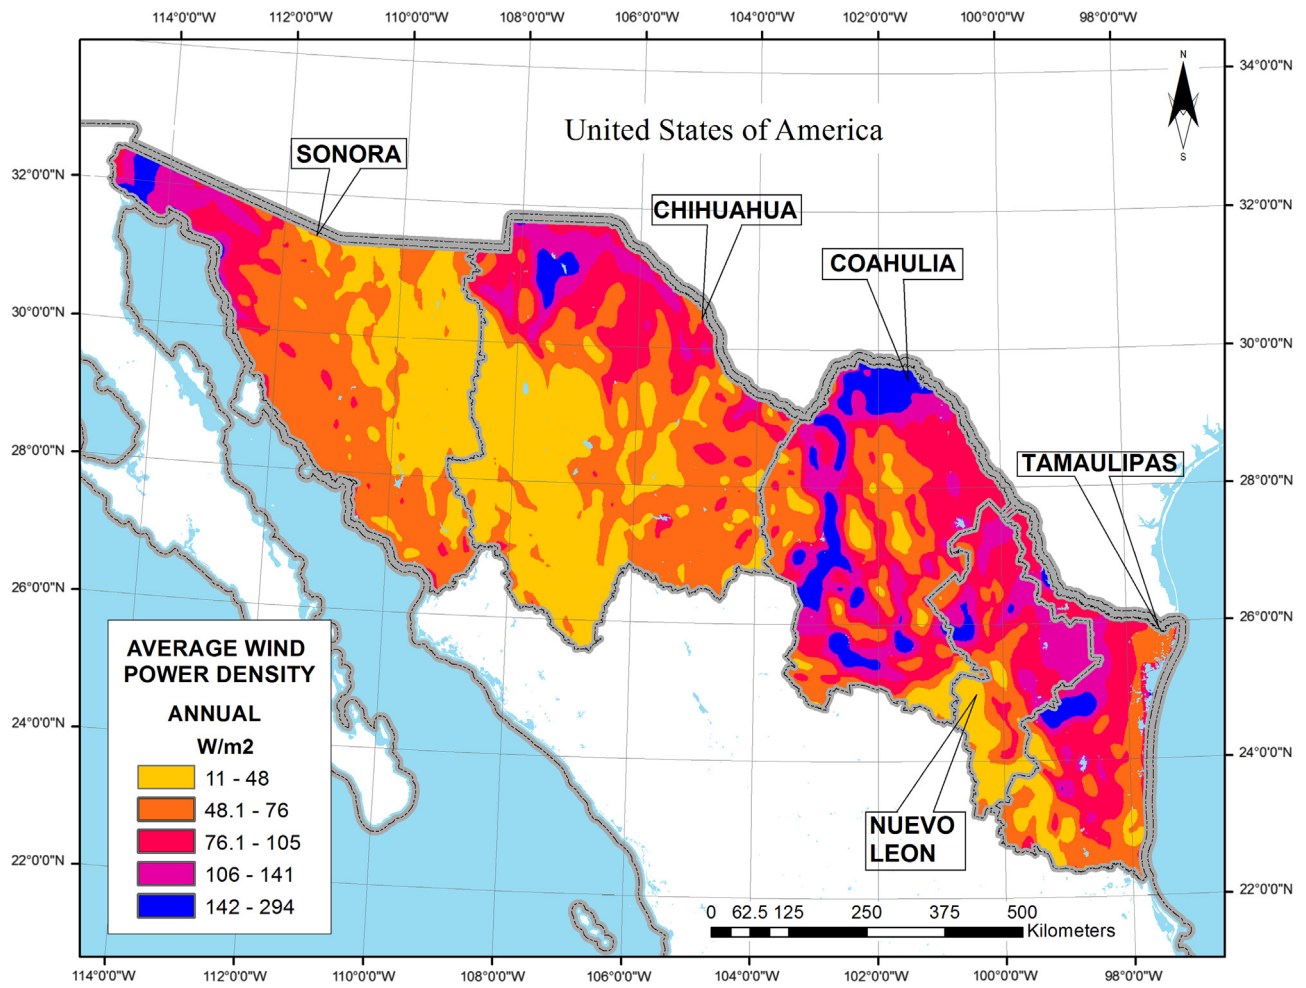 114°0'0"W 112°0'0"W 110°0'0"W 108°0'0"W 106°0'0"W 104°0'0"W 102°0'0"W 100°0'0"W 98°0'0"W
N
34°0'0"N
S
United States of America
SONORA
32°0'0"N
32°0'0"N
CHIHUAHUA
COAHULIA
30°0'0"N
30°0'0"N
28°0'0"N
TAMAULIPAS
28°0'0"N
26°0'0"N
26°0'0"N
AVERAGE WIND
POWER DENSITY
ANNUAL
W/m2
11 - 48
48.1 - 76
76.1 - 105
106 - 141
142 - 294
24°0'0"N
24°0'0"N
NUEVO
LEON
22°0'0"N
22°0'0"N
0 62.5 125 250 375 500
Kilometers
114°0'0"W 112°0'0"W 110°0'0"W 108°0'0"W 106°0'0"W 104°0'0"W 102°0'0"W 100°0'0"W 98°0'0"W